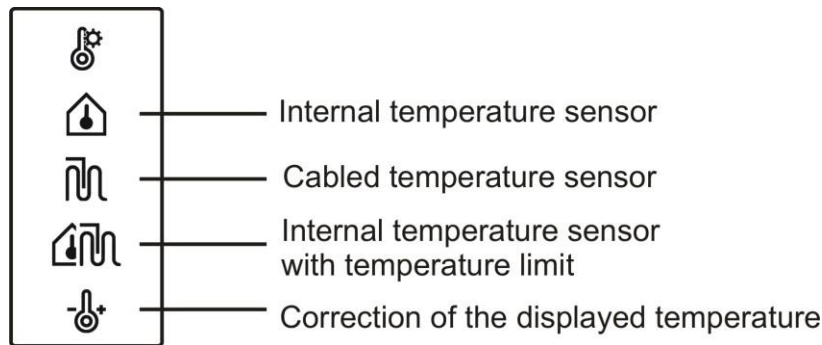 Internal temperature sensor
Cabled temperature sensor
Internal temperature sensor
with temperature limit
Correction of the displayed temperature